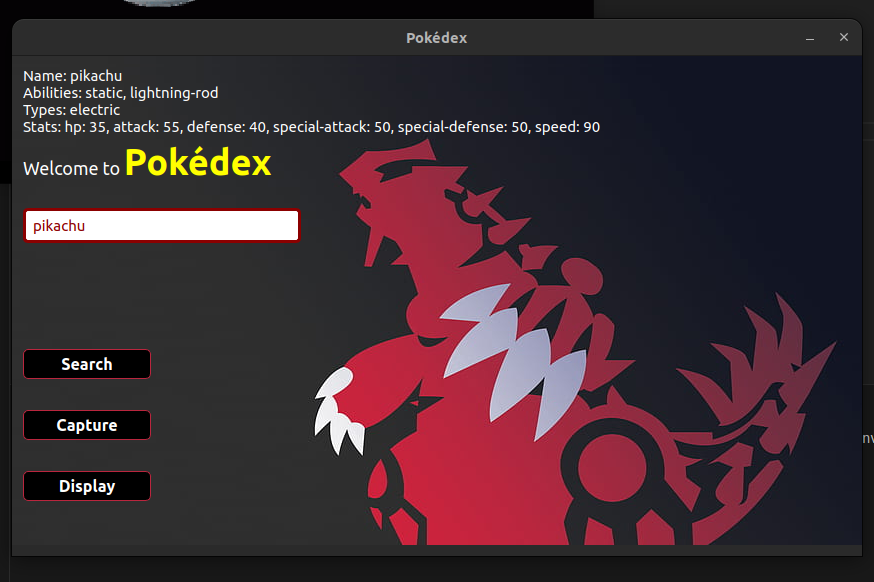 Pokédex
Name: pikachu
Abilities: static, lightning-rod
Types: electric
Stats: hp: 35, attack: 55, defense: 40, special-attack: 50, special-defense: 50, speed: 90
Welcome to Pokédex
pikachu
Search
Capture
Display